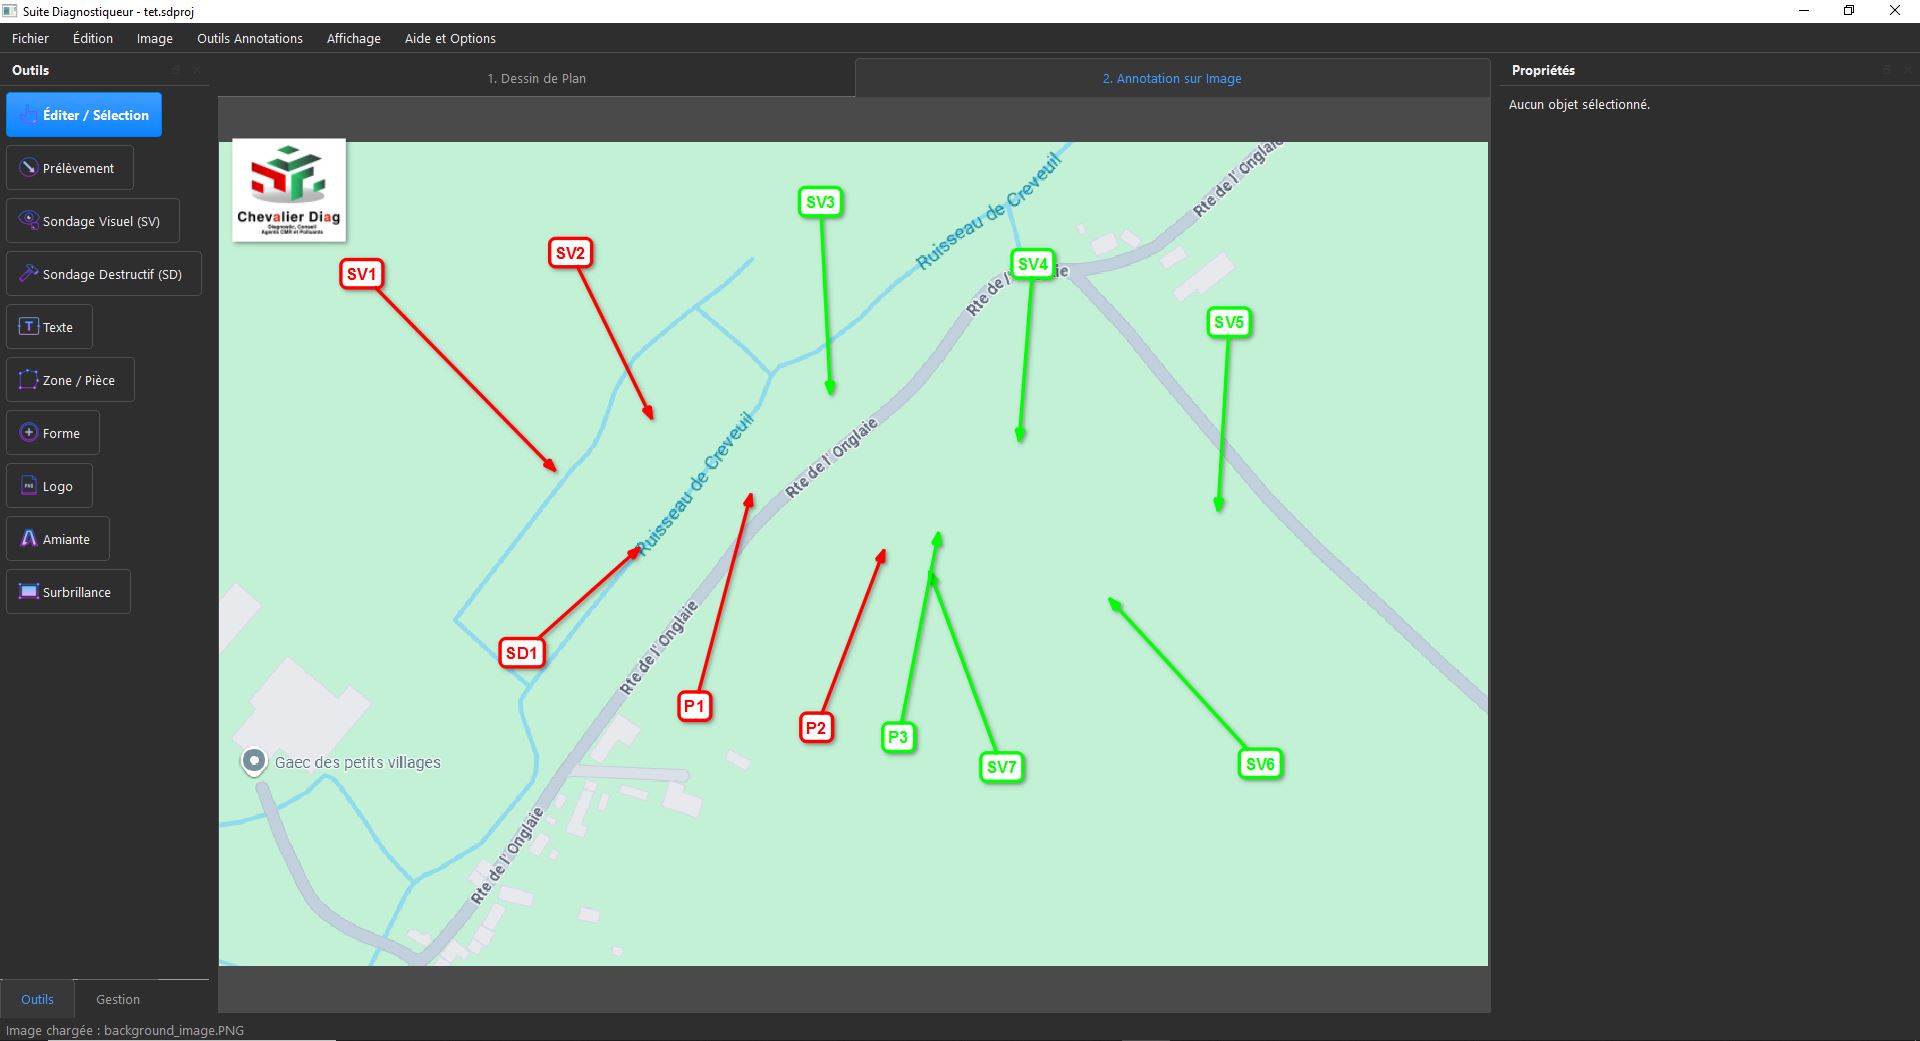 Suite Diagnostiqueur - tet.sdproj
Fichier Édition Image Outils Annotations Affichage Aide et Options
Outils
1. Dessin de Plan
2. Annotation sur Image
Propriétés
Aucun objet sélectionné.
Éditer / Sélection
Prélèvement
Sondage Visuel (SV)
Sondage Destructif (SD)
Texte
Zone / Pièce
Forme
Logo
Amiante
Surbrillance
Chevalier Diag
Diagnostic, Conseil
Agents CMR et Polluants
SV1
SV2
SV3
SV4
SV5
Ruisseau de Creveuil
Rte de l' Onglaie
Rte de l' Onglaie
Ruisseau de Creveuil
Rte de l' Onglaie
Rte de l' Onglaie
SD1
P1
P2
P3
SV7
SV6
Gaec des petits villages
Rte de l' Onglaie
Outils Gestion
Image chargée : background_image.PNG